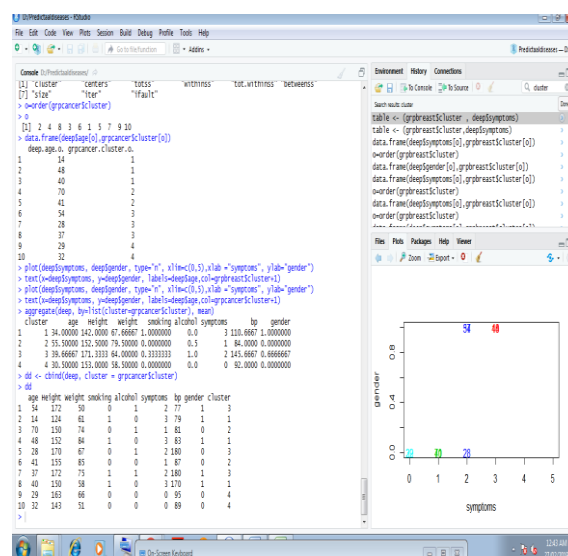 D:/Predictualdiseases - RStudio
File Edit Code View Plots Session Build Debug Profile Tools Help
Go to file/function Addins
Predictualdiseases
Console D:/Predictualdiseases/
[1] "cluster" "centers" "totss" "withinss" "tot.withinss" "betweenss"
[7] "size" "iter" "ifault"
> o=order(grpcancer$cluster)
> o
[1] 2 4 8 3 6 1 5 7 9 10
> data.frame(deep$age[o],grpcancer$cluster[o])
deep.age.o. grpcancer.cluster.o.
1 14 1
2 48 1
3 40 1
4 70 2
5 41 2
6 54 3
7 28 3
8 37 3
9 29 4
10 32 4
> plot(deep$symptoms, deep$gender, type="n", xlim=c(0,5),xlab ="symptoms", ylab="gender")
> text(x=deep$symptoms, y=deep$gender, labels=deep$age,col=grpbreast$cluster+1)
> plot(deep$symptoms, deep$gender, type="n", xlim=c(0,5),xlab ="symptoms", ylab="gender")
> text(x=deep$symptoms, y=deep$gender, labels=deep$age,col=grpcancer$cluster+1)
> aggregate(deep, by=list(cluster=grpcancer$cluster), mean)
cluster age Height weight smoking alcohol symptoms bp gender
1 1 34.00000 142.0000 67.66667 1.0000000 0.0 3 110.6667 1.0000000
2 2 55.50000 152.5000 79.50000 0.0000000 0.5 1 84.0000 0.0000000
3 3 39.66667 171.3333 64.00000 0.3333333 1.0 2 145.6667 0.6666667
4 4 30.50000 153.0000 58.50000 0.0000000 0.0 0 92.0000 0.0000000
> dd <- cbind(deep, cluster = grpcancer$cluster)
> dd
age Height weight smoking alcohol symptoms bp gender cluster
1 54 172 50 0 1 2 77 1 3
2 14 124 61 1 0 3 79 1 1
3 70 150 74 0 1 1 81 0 2
4 48 152 84 1 0 3 83 1 1
5 28 170 67 0 1 2 180 0 3
6 41 155 85 0 0 1 87 0 2
7 37 172 75 1 1 2 180 1 3
8 40 150 58 1 0 3 170 1 1
9 29 163 66 0 0 0 95 0 4
10 32 143 51 0 0 0 89 0 4
>
Environment History Connections
To Console To Source cluster
Search results: cluster
table <- (grpbreast$cluster , deep$symptoms)
table <- (grpbreast$cluster,deep$symptoms)
data.frame(deep$symptoms[o],grpbreast$cluster[o])
o=order(grpbreast$cluster)
data.frame(deep$gender[o],grpbreast$cluster[o])
data.frame(deep$symptoms[o],grpbreast$cluster[o])
o=order(grpbreast$cluster)
data.frame(deep$symptoms[o],grpbreast$cluster[o])
o=order(grpbreast$cluster)
Files Plots Packages Help Viewer
Zoom Export
gender
0.8
0.4
0.0
28
0 1 2 3 4 5
symptoms
On-Screen Keyboard
12:43 AM